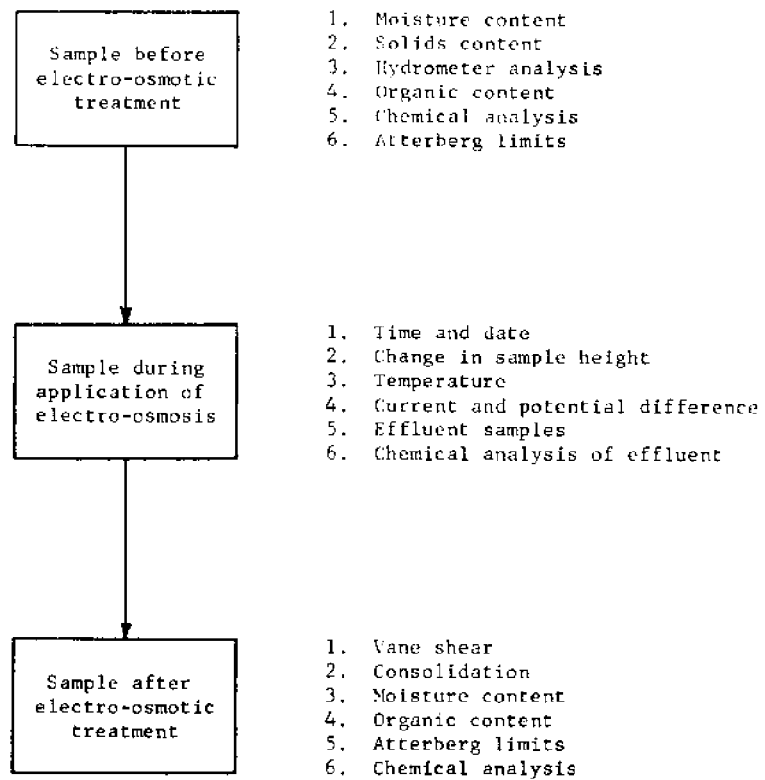 Sample before
electro-osmotic
treatment
1. Moisture content
2. Solids content
3. Hydrometer analysis
4. Organic content
5. Chemical analysis
6. Atterberg limits
Sample during
application of
electro-osmosis
1. Time and date
2. Change in sample height
3. Temperature
4. Current and potential difference
5. Effluent samples
6. Chemical analysis of effluent
Sample after
electro-osmotic
treatment
1. Vane shear
2. Consolidation
3. Moisture content
4. Organic content
5. Atterberg limits
6. Chemical analysis